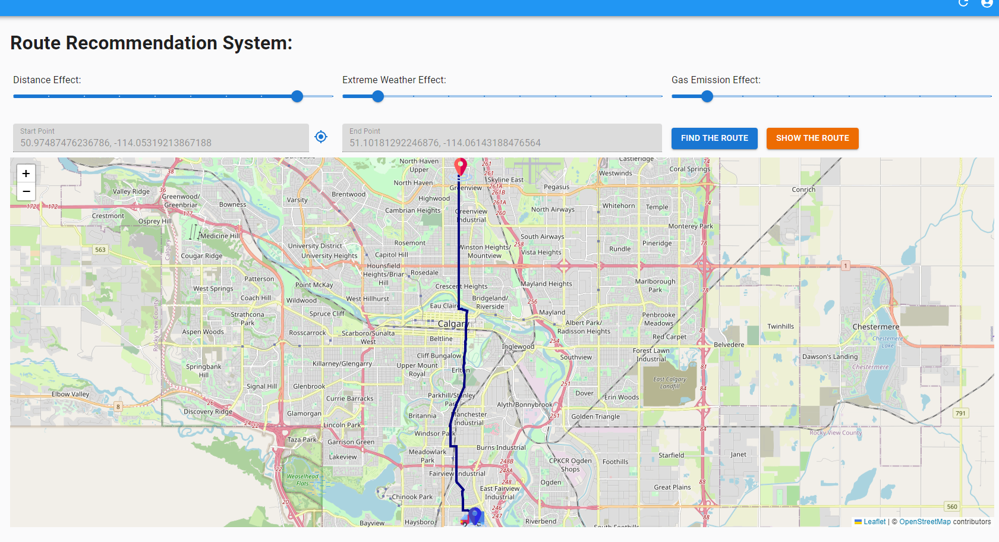 Route Recommendation System:
Distance Effect:
Extreme Weather Effect:
Gas Emission Effect:
Start Point
50.97487476236786, -114.05319213867188
End Point
51.10181292246876, -114.06143188476564
FIND THE ROUTE
SHOW THE ROUTE
+
−
North Haven
Upper
261
Castleridge
74
Westwinds
Coral Springs
38
Valley Ridge
36
Greenwood/
Greenbriar
177
172
172
Bowness
Varsity
Brentwood
North Haven
Highwood
Cambrian Heights
Greenview
Greenview
Industrial
261
Skyline East
261A
261B
261A
260
Pegasus
North Airways
Whitehorn
Temple
74
Conrich
Crestmont
Osprey Hill
Medicine Hill
Monterey Park
563
Calgary
Cougar Ridge
University District
University Heights
Rosemont
Capitol Hill
Winston Heights/
Mountview
258
South Airways
Vista Heights
Rundle
Pineridge
78
Hounsfield
Heights/Briar
Hill
Rosedale
1
Patterson
West Springs
Coach Hill
Point McKay
Wildwood
West Hillhurst
Crescent Heights
Mayland Heights
Marlborough
Park
78
Strathcona
Park
Spruce Cliff
Eau Claire
Bridgeland/
Riverside
256
Mayland
Penbrooke
Meadows
Rocky View County
Aspen Woods
Rosscarrock
Scarboro/Sunalta
West
Calgary
Beltline
Albert Park/
Radisson Heights
81
Red Carpet
Twinhills
Chestermere
254
Inglewood
Belvedere
Chestemere
Lake
Killarney/Glengarry
Cliff Bungalow
Upper Mount
Royal
Erlton
Southview
Forest Lawn
Industrial
Dawson's Landing
Chestermere
Springbank
Hill
81
East Calgary
Landfill
Signal Hill
Glenbrook
251
84
Elbow Valley
Currie Barracks
Parkhill/Stanley
Park
Alyth/Bonnybrook
Dover
Erin Woods
26
8
Discovery Ridge
Glamorgan
Britannia
Manchester
Industrial
251
Golden Triangle
791
24
22
Lincoln Park
84
Rocky View County
Taza Park
Garrison Green
Windsor Park
Burns Industrial
Lakeview
Meadowlark
Park
248B
CPKCR Ogden
Shops
Foothills
Starfield
Janet
22
Fairview Industrial
248A
Weaselhead
Flats
248
Ogden
88
Great Plains
East Fairview
Industrial
20
Chinook Park
246
247
560
Bayview
Haysboro
Riverbend
88
South Foothills
Leaflet | © OpenStreetMap contributors